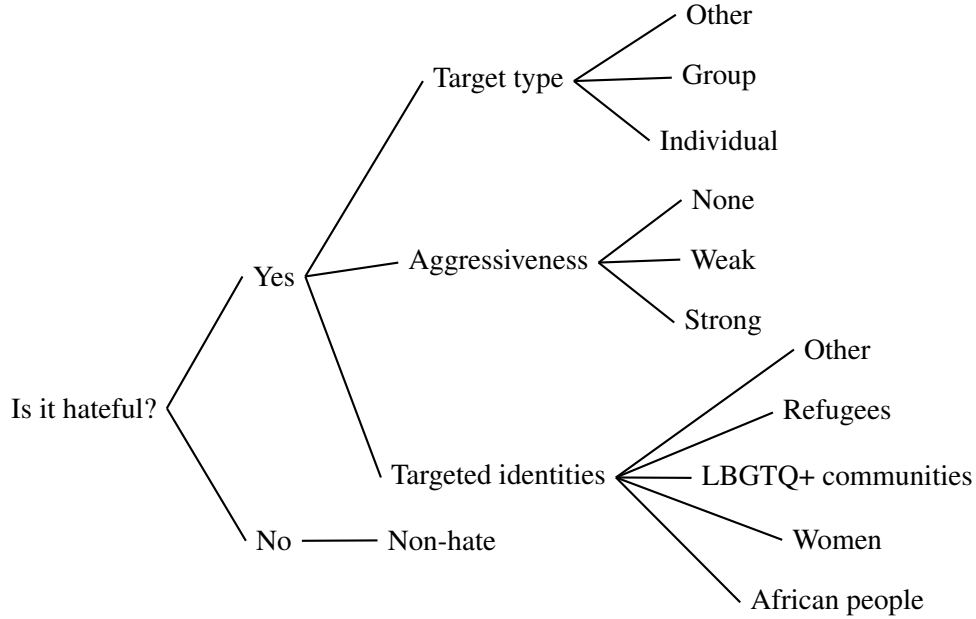 Other
Target type
Group
Individual
None
Aggressiveness
Weak
Yes
Strong
Other
Is it hateful?
Refugees
Targeted identities
LBGTQ+ communities
No
Non-hate
Women
African people